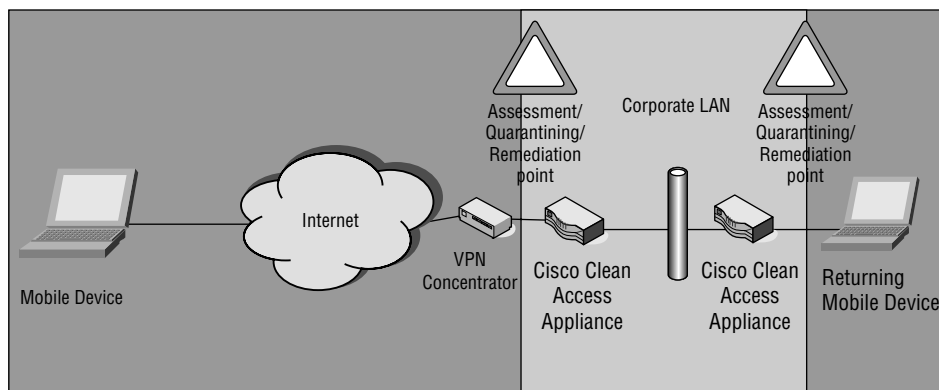 Assessment/
Quarantining/
Remediation
point
Corporate LAN
Assessment/
Quarantining/
Remediation
point
Internet
Mobile Device
VPN
Concentrator
Cisco Clean
Access
Appliance
Cisco Clean
Access
Appliance
Returning
Mobile Device